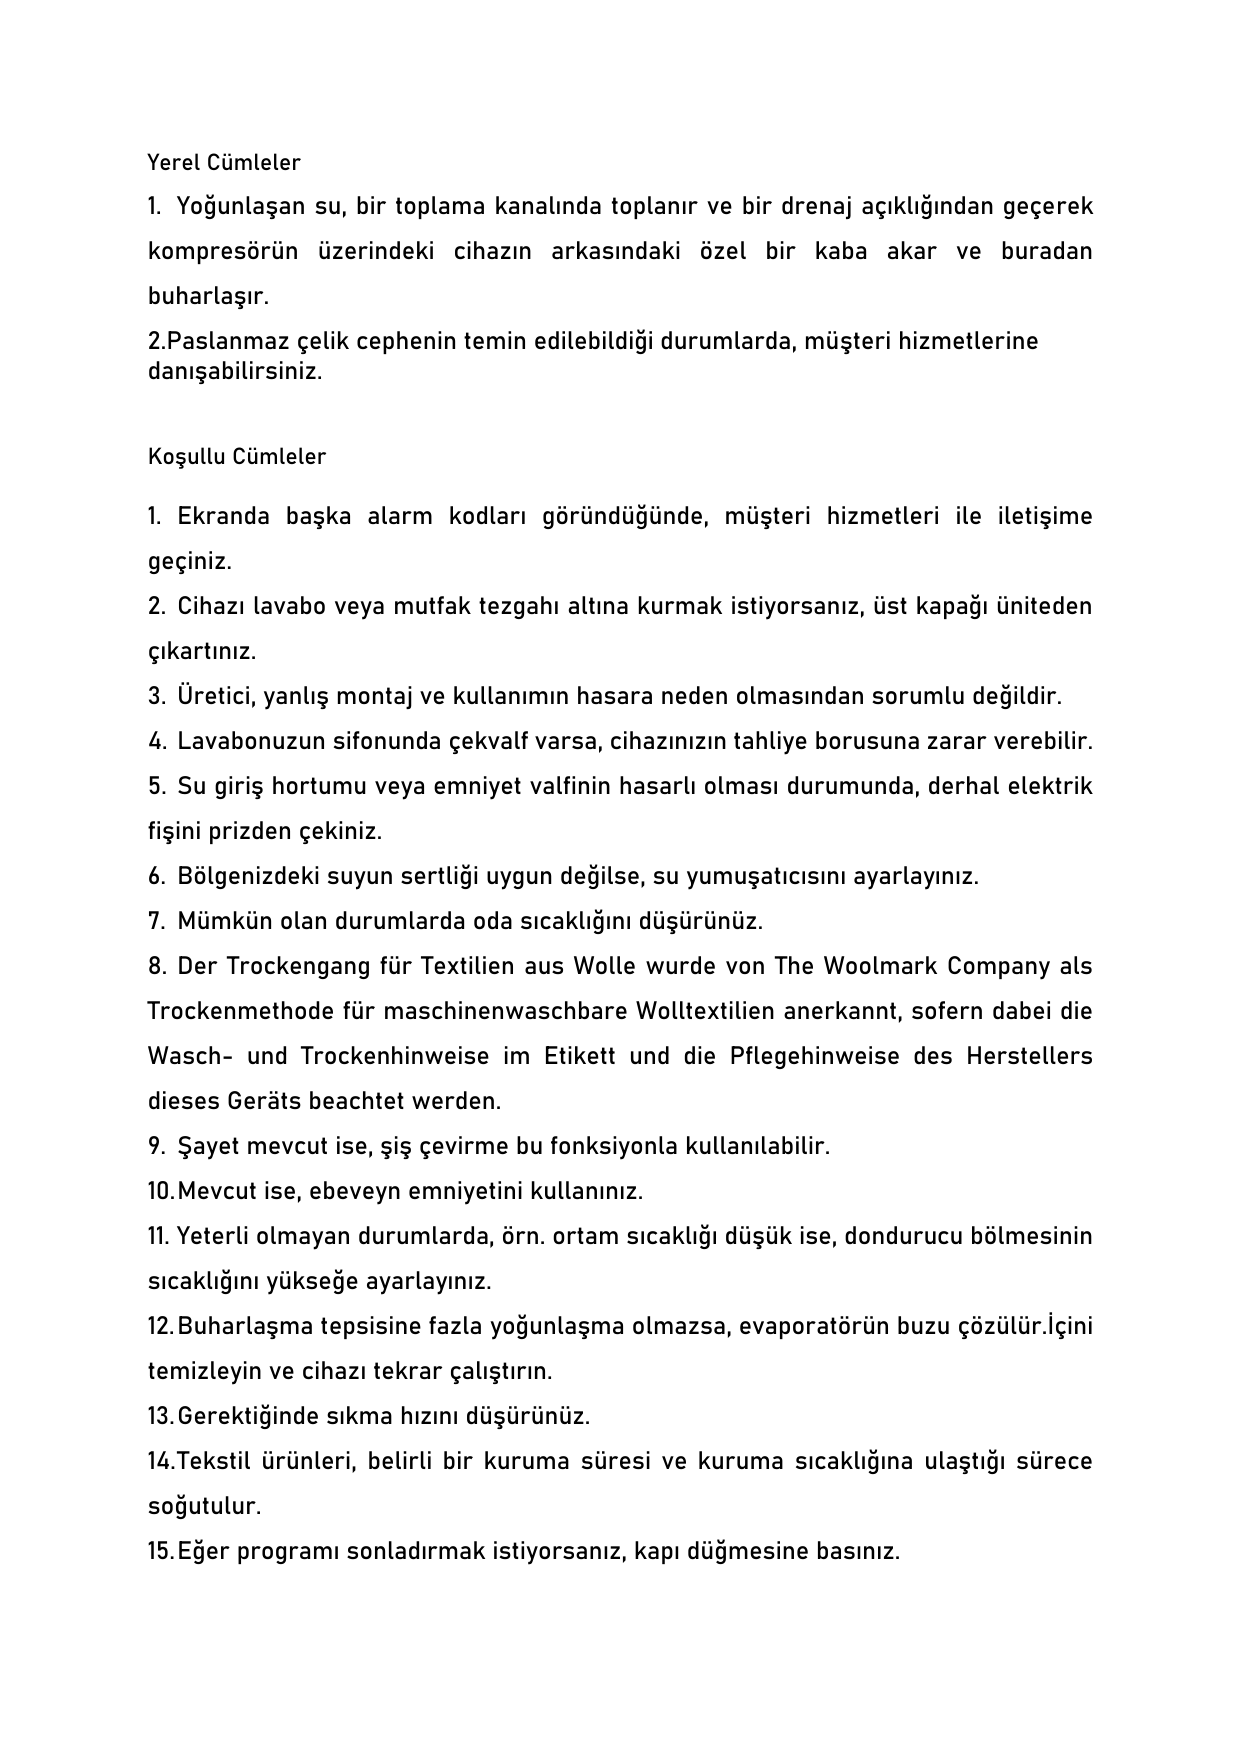 Yerel Cümleler
1. Yoğunlaşan su, bir toplama kanalında toplanır ve bir drenaj açıklığından geçerek
kompresörün üzerindeki cihazın arkasındaki özel bir kaba akar ve buradan
buharlaşır.
2.Paslanmaz çelik cephenin temin edilebildiği durumlarda, müşteri hizmetlerine
danışabilirsiniz.
Koşullu Cümleler
1. Ekranda başka alarm kodları göründüğünde, müşteri hizmetleri ile iletişime
geçiniz.
2. Cihazı lavabo veya mutfak tezgahı altına kurmak istiyorsanız, üst kapağı üniteden
çıkartınız.
3. Üretici, yanlış montaj ve kullanımın hasara neden olmasından sorumlu değildir.
4. Lavabonuzun sifonunda çekvalf varsa, cihazınızın tahliye borusuna zarar verebilir.
5. Su giriş hortumu veya emniyet valfinin hasarlı olması durumunda, derhal elektrik
fişini prizden çekiniz.
6. Bölgenizdeki suyun sertliği uygun değilse, su yumuşatıcısını ayarlayınız.
7. Mümkün olan durumlarda oda sıcaklığını düşürünüz.
8. Der Trockengang für Textilien aus Wolle wurde von The Woolmark Company als
Trockenmethode für maschinenwaschbare Wolltextilien anerkannt, sofern dabei die
Wasch- und Trockenhinweise im Etikett und die Pflegehinweise des Herstellers
dieses Geräts beachtet werden.
9. Şayet mevcut ise, şiş çevirme bu fonksiyonla kullanılabilir.
10.Mevcut ise, ebeveyn emniyetini kullanınız.
11. Yeterli olmayan durumlarda, örn. ortam sıcaklığı düşük ise, dondurucu bölmesinin
sıcaklığını yükseğe ayarlayınız.
12.Buharlaşma tepsisine fazla yoğunlaşma olmazsa, evaporatörün buzu çözülür.İçini
temizleyin ve cihazı tekrar çalıştırın.
13.Gerektiğinde sıkma hızını düşürünüz.
14.Tekstil ürünleri, belirli bir kuruma süresi ve kuruma sıcaklığına ulaştığı sürece
soğutulur.
15.Eğer programı sonladırmak istiyorsanız, kapı düğmesine basınız.